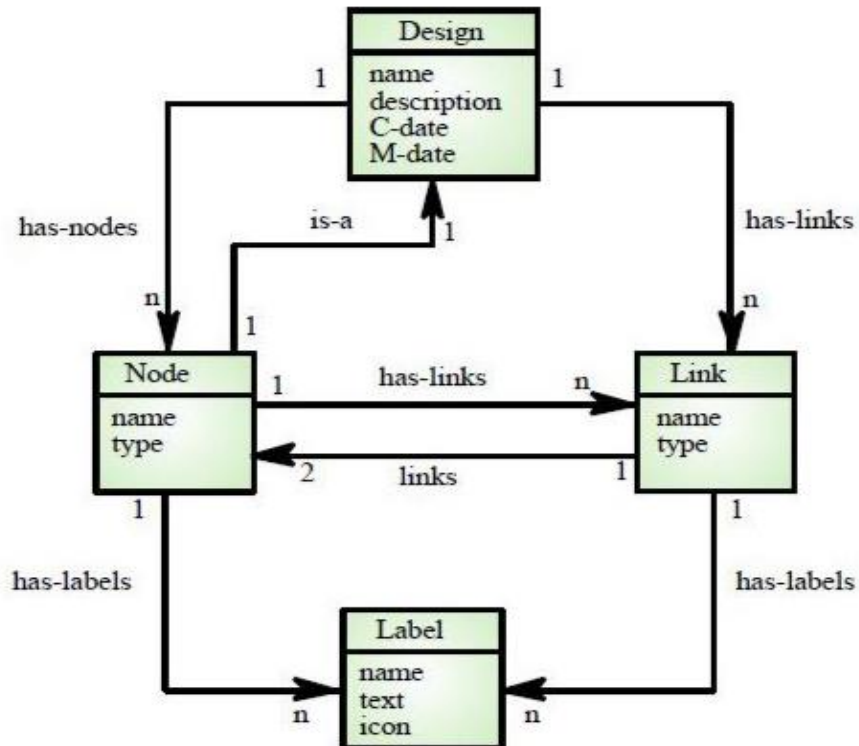 Design
name
description
C-date
M-date
1
1
has-nodes
is-a
1
has-links
n
1
n
Node
name
type
1
has-links
n
Link
name
type
2
links
1
1
1
has-labels
has-labels
Label
name
text
icon
n
n